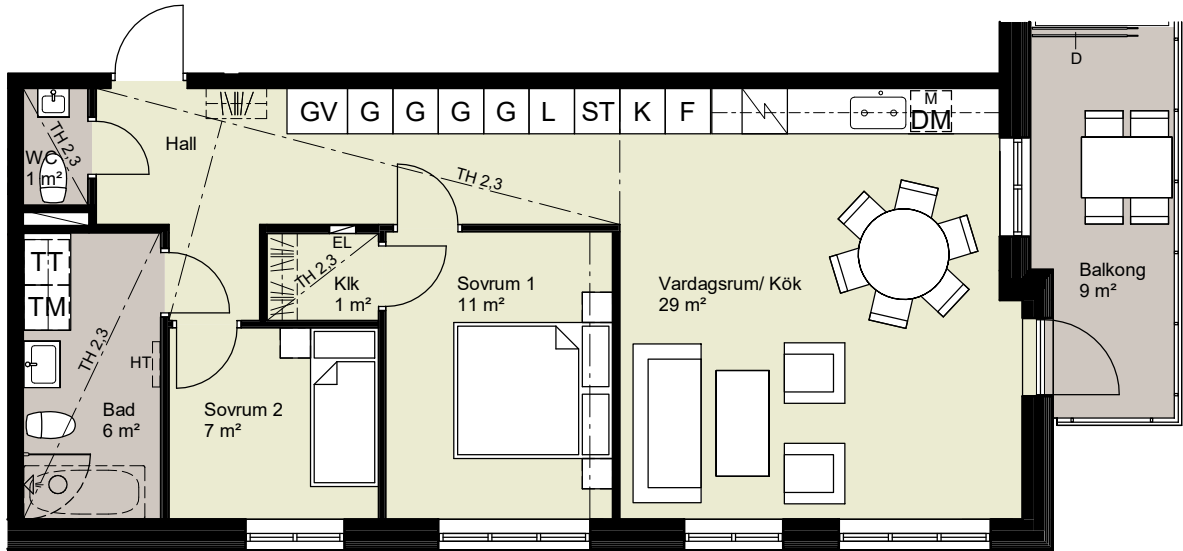 D
GV G G G G L ST K F M DM
Hall
TH 2,3
WC
1 m²
TH 2,3
EL
TT
TM
TH 2,3
Klk
1 m²
Sovrum 1
11 m²
Vardagsrum/ Kök
29 m²
Balkong
9 m²
TH 2,3
HT
Bad
6 m²
Sovrum 2
7 m²